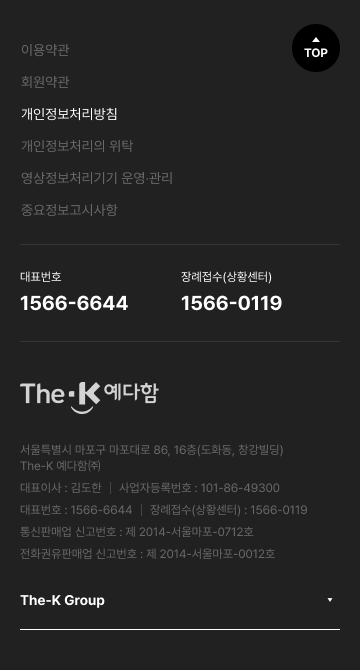 이용약관
TOP
회원약관
개인정보처리방침
개인정보처리의 위탁
영상정보처리기기 운영·관리
중요정보고시사항
대표번호
1566-6644
장례접수(상황센터)
1566-0119
The·K 예다함
서울특별시 마포구 마포대로 86, 16층(도화동, 창강빌딩)
The-K 예다함㈜
대표이사 : 김도한 | 사업자등록번호 : 101-86-49300
대표번호 : 1566-6644 | 장례접수(상황센터) : 1566-0119
통신판매업 신고번호 : 제 2014-서울마포-0712호
전화권유판매업 신고번호 : 제 2014-서울마포-0012호
The-K Group